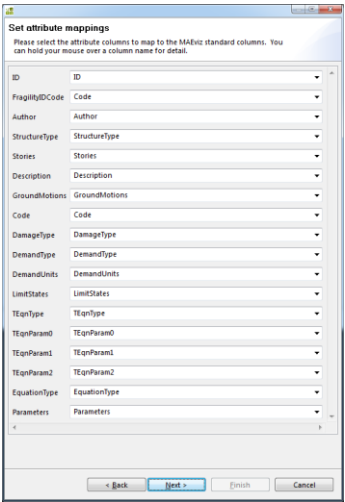 Set attribute mappings
Please select the attribute columns to map to the MAEviz standard columns. You
can hold your mouse over a column name for detail.
ID ID
FragilityIDCode Code
Author Author
StructureType StructureType
Stories Stories
Description Description
GroundMotions GroundMotions
Code Code
DamageType DamageType
DemandType DemandType
DemandUnits DemandUnits
LimitStates LimitStates
TEqnType TEqnType
TEqnParam0 TEqnParam0
TEqnParam1 TEqnParam1
TEqnParam2 TEqnParam2
EquationType EquationType
Parameters Parameters
< Back Next > Finish Cancel